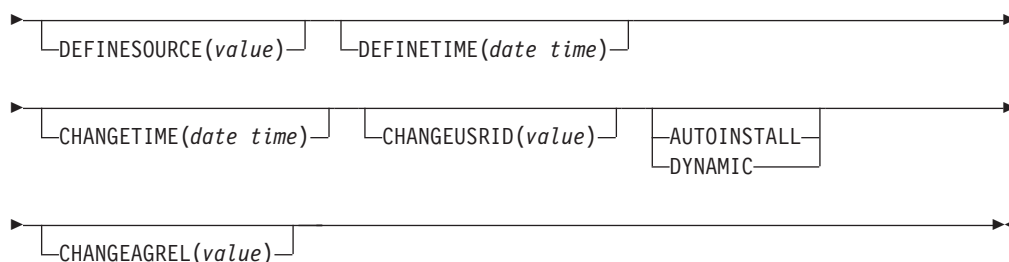 DEFINESOURCE(value) DEFINETIME(date time)
CHANGETIME(date time) CHANGEUSRID(value) AUTOINSTALL
DYNAMIC
CHANGEAGREL(value)